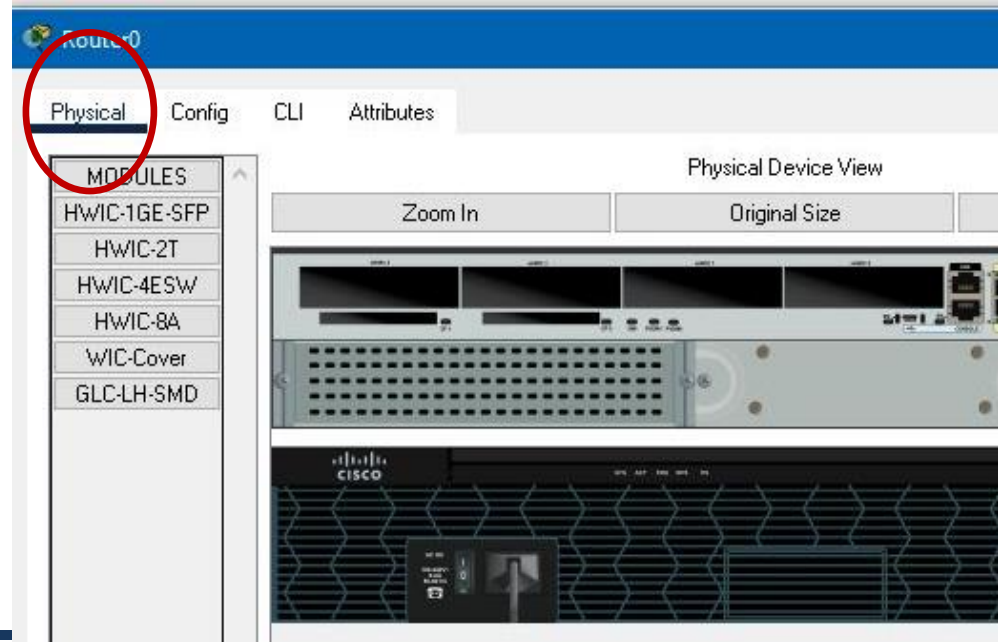 Router0
Physical Config CLI Attributes
MODULES
HWIC-1GE-SFP
HWIC-2T
HWIC-4ESW
HWIC-8A
WIC-Cover
GLC-LH-SMD
Physical Device View
Zoom In Original Size
CISCO